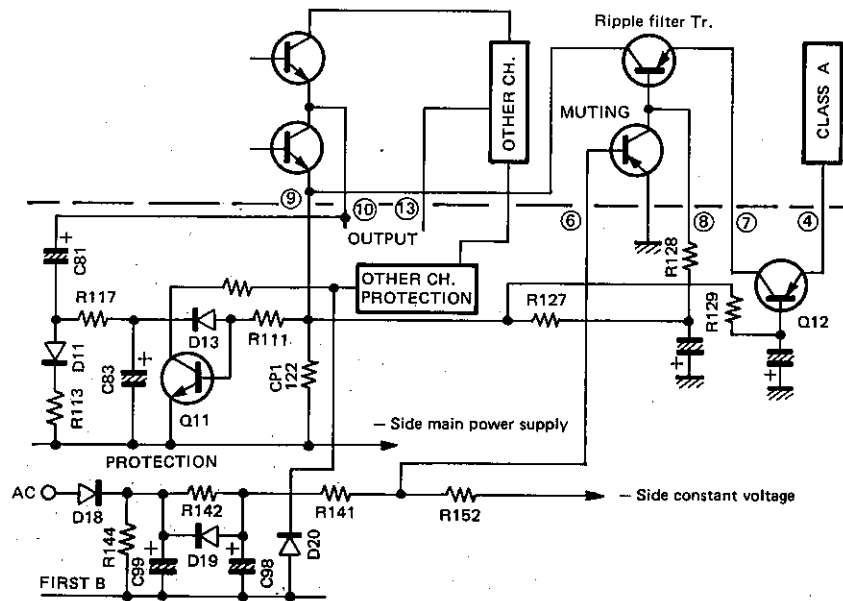 Ripple filter Tr.
OTHER CH.
MUTING
CLASS A
⑨
⑩
⑬
⑥
⑧
⑦
④
OUTPUT
C81
+
R128
OTHER CH.
PROTECTION
R117
D13
R111
R127
R129
Q12
D11
C83
+
CP1
122
+
+
R113
Q11
– Side main power supply
PROTECTION
AC
D18
R142
R141
R152
– Side constant voltage
R144
C99
+
D19
+
C98
D20
FIRST B